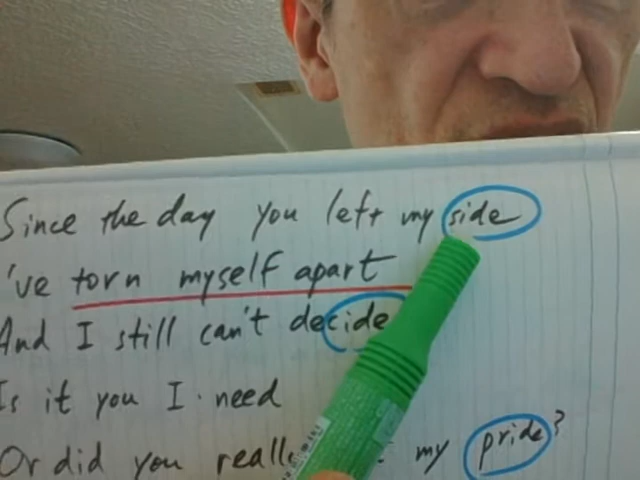 Since the day you left my side
've torn myself apart
And I still can't decide
Is it you I need
Or did you really my pride?